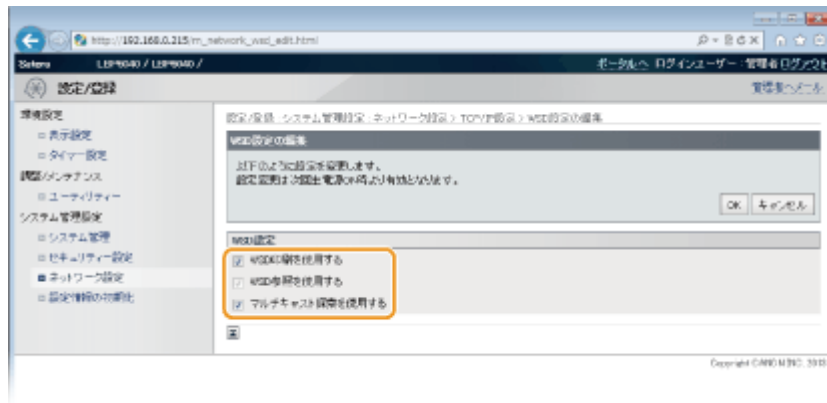 http://192.168.0.215/m_network_wsd_edit.html
Satera LBP6040 / LBP6040 / ポータルへ ログインユーザー: 管理者 ログアウト
設定/登録 管理者へメール
環境設定
表示設定
タイマー設定
調整/メンテナンス
ユーティリティー
システム管理設定
システム管理
セキュリティー設定
ネットワーク設定
設定情報の初期化
設定/登録 : システム管理設定 : ネットワーク設定 > TCP/IP設定 > WSD設定の編集
WSD設定の編集
以下のように設定を変更します。
設定変更は次回主電源ON時より有効となります。
OK キャンセル
WSD設定
WSD印刷を使用する
WSD参照を使用する
マルチキャスト探索を使用する
Copyright CANON INC. 2013